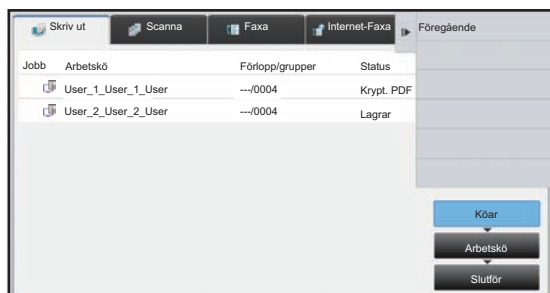 Skriv ut Scanna Faxa Internet-Faxa Föregående
Jobb Arbetskö Förlopp/grupper Status
User_1_User_1_User ---/0004 Krypt. PDF
User_2_User_2_User ---/0004 Lagrar
Köar
Arbetskö
Slutför